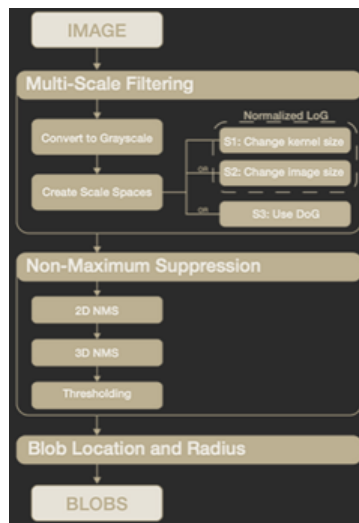 IMAGE
Multi-Scale Filtering
Normalized LoG
Convert to Grayscale
S1: Change kernel size
OR
S2: Change image size
Create Scale Spaces
OR
S3: Use DoG
Non-Maximum Suppression
2D NMS
3D NMS
Thresholding
Blob Location and Radius
BLOBS